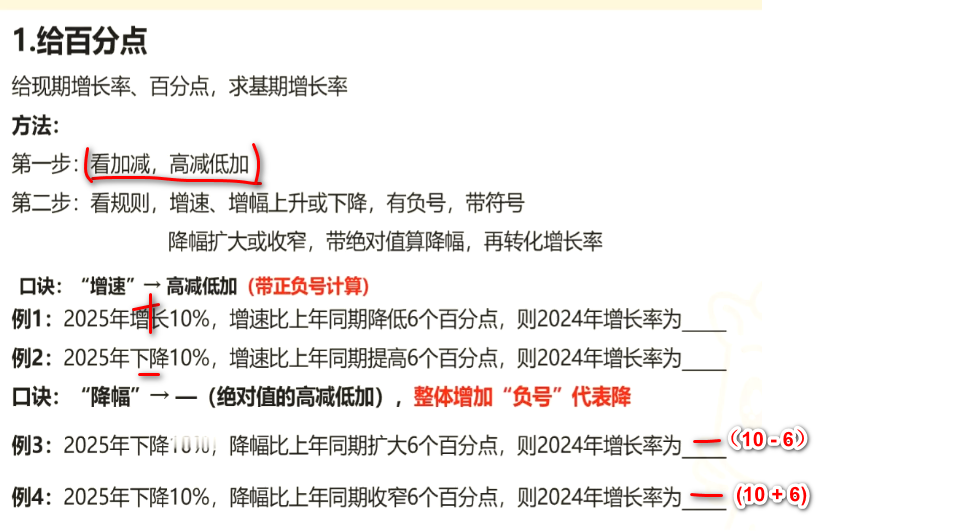 1.给百分点
给现期增长率、百分点，求基期增长率
方法：
第一步：看加减，高减低加
第二步：看规则，增速、增幅上升或下降，有负号，带符号
降幅扩大或收窄，带绝对值算降幅，再转化增长率
口诀：“增速”→ 高减低加（带正负号计算）
例1：2025年增长10%，增速比上年同期降低6个百分点，则2024年增长率为____
例2：2025年下降10%，增速比上年同期提高6个百分点，则2024年增长率为____
口诀：“降幅”→ —（绝对值的高减低加），整体增加“负号”代表降
例3：2025年下降10%，降幅比上年同期扩大6个百分点，则2024年增长率为____ —（10 - 6）
例4：2025年下降10%，降幅比上年同期收窄6个百分点，则2024年增长率为____ —（10 + 6)